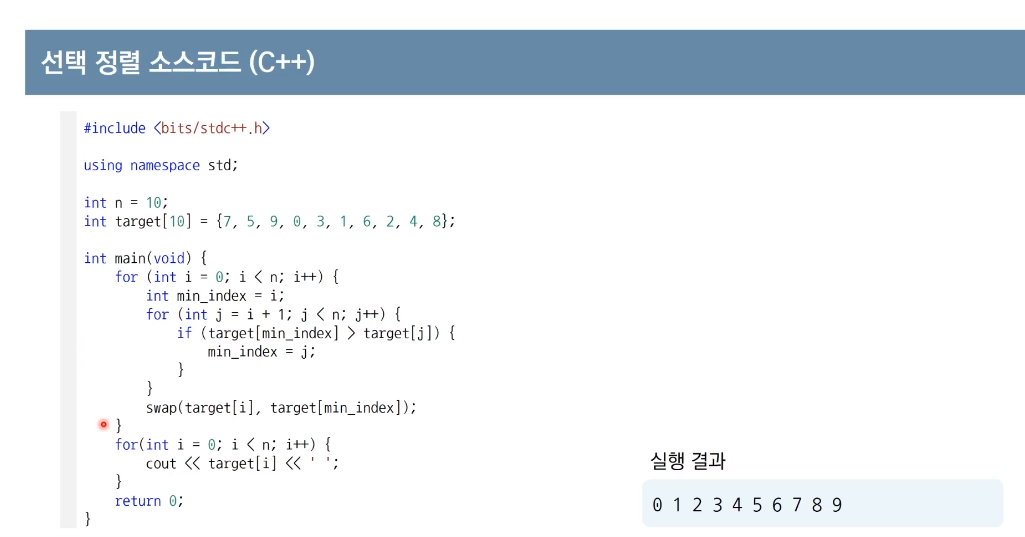 선택 정렬 소스코드 (C++)
#include <bits/stdc++.h>
using namespace std;
int n = 10;
int target[10] = {7, 5, 9, 0, 3, 1, 6, 2, 4, 8};
int main(void) {
    for (int i = 0; i < n; i++) {
        int min_index = i;
        for (int j = i + 1; j < n; j++) {
            if (target[min_index] > target[j]) {
                min_index = j;
            }
        }
        swap(target[i], target[min_index]);
    }
    for(int i = 0; i < n; i++) {
        cout << target[i] << ' ';
    }
    return 0;
}
실행 결과
0 1 2 3 4 5 6 7 8 9